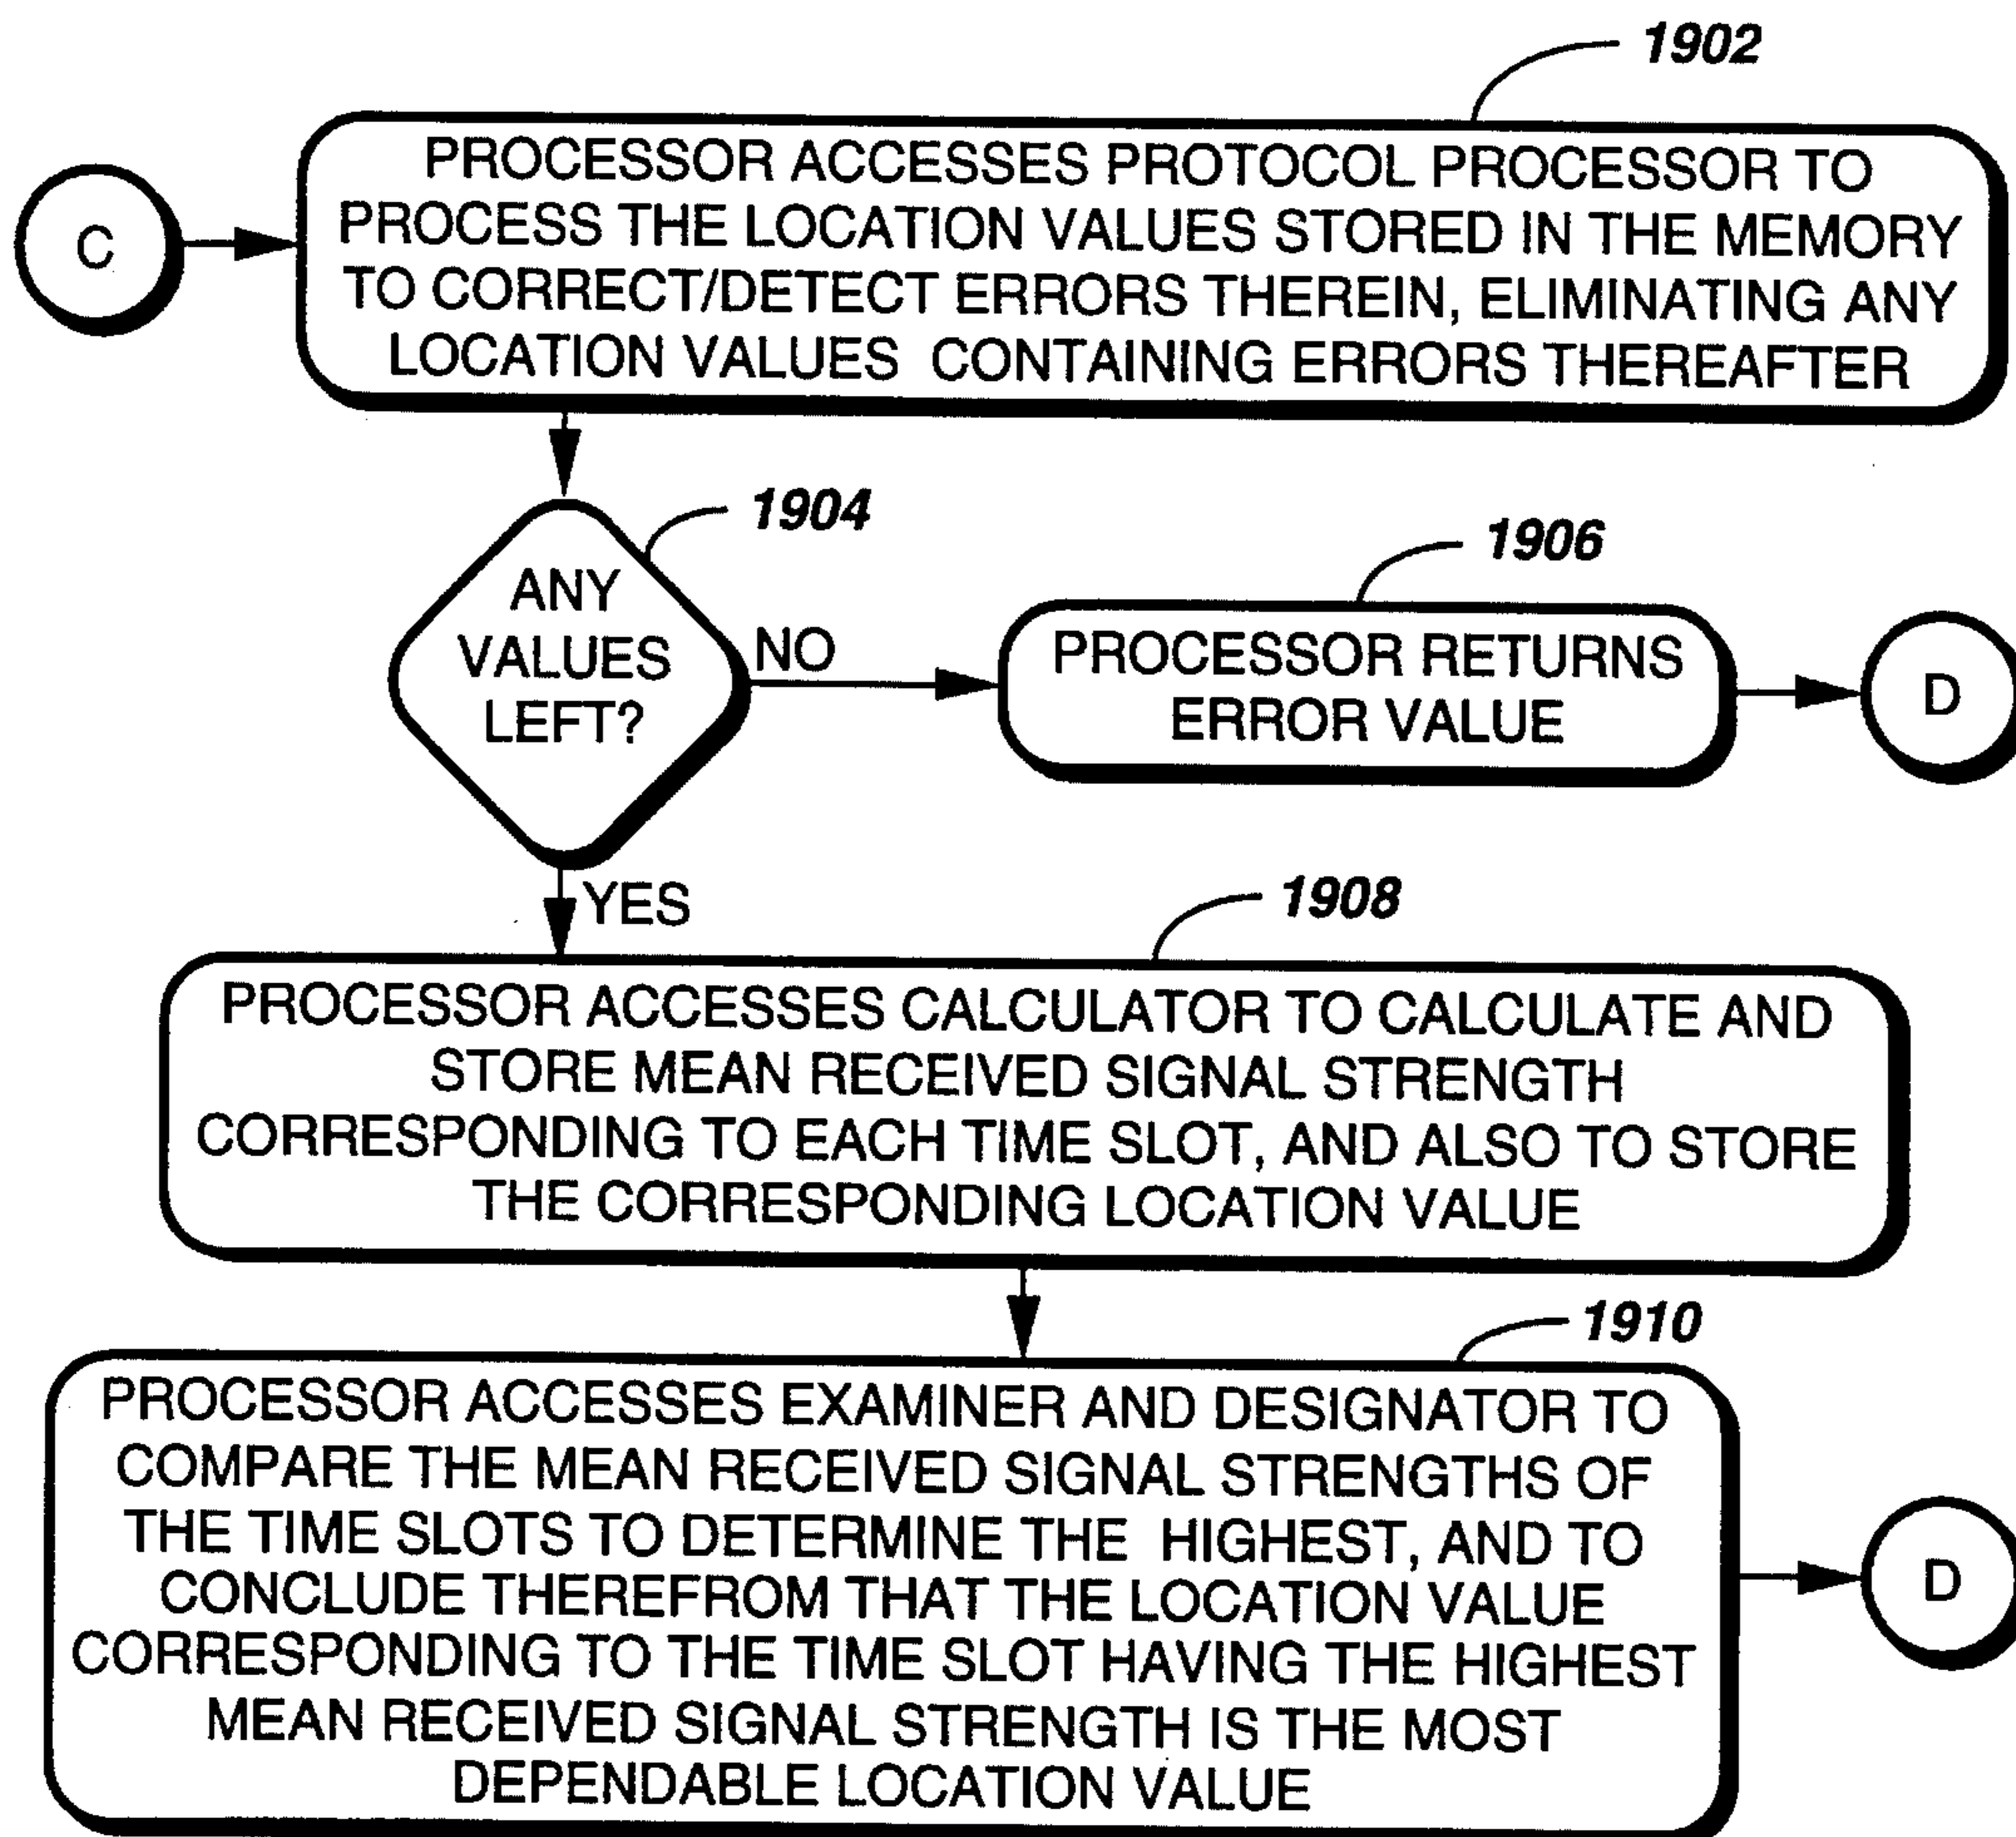 1902
C
PROCESSOR ACCESSES PROTOCOL PROCESSOR TO
PROCESS THE LOCATION VALUES STORED IN THE MEMORY
TO CORRECT/DETECT ERRORS THEREIN, ELIMINATING ANY
LOCATION VALUES CONTAINING ERRORS THEREAFTER
1904
ANY
VALUES
LEFT?
NO
1906
PROCESSOR RETURNS
ERROR VALUE
D
YES
1908
PROCESSOR ACCESSES CALCULATOR TO CALCULATE AND
STORE MEAN RECEIVED SIGNAL STRENGTH
CORRESPONDING TO EACH TIME SLOT, AND ALSO TO STORE
THE CORRESPONDING LOCATION VALUE
1910
PROCESSOR ACCESSES EXAMINER AND DESIGNATOR TO
COMPARE THE MEAN RECEIVED SIGNAL STRENGTHS OF
THE TIME SLOTS TO DETERMINE THE HIGHEST, AND TO
CONCLUDE THEREFROM THAT THE LOCATION VALUE
CORRESPONDING TO THE TIME SLOT HAVING THE HIGHEST
MEAN RECEIVED SIGNAL STRENGTH IS THE MOST
DEPENDABLE LOCATION VALUE
D